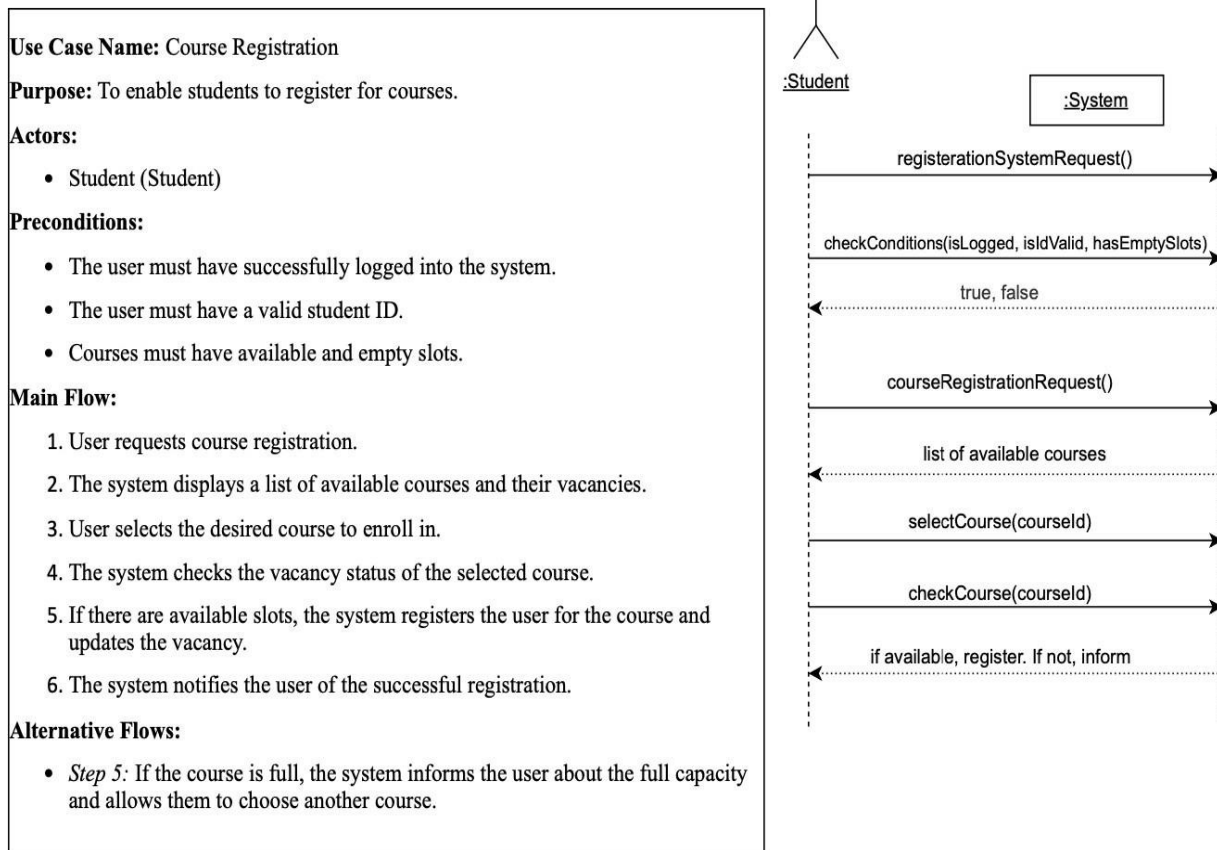 Use Case Name: Course Registration
Purpose: To enable students to register for courses.
Actors:
• Student (Student)
Preconditions:
• The user must have successfully logged into the system.
• The user must have a valid student ID.
• Courses must have available and empty slots.
Main Flow:
1. User requests course registration.
2. The system displays a list of available courses and their vacancies.
3. User selects the desired course to enroll in.
4. The system checks the vacancy status of the selected course.
5. If there are available slots, the system registers the user for the course and
updates the vacancy.
6. The system notifies the user of the successful registration.
Alternative Flows:
• Step 5: If the course is full, the system informs the user about the full capacity
and allows them to choose another course.
:Student
:System
registerationSystemRequest()
checkConditions(isLogged, isIdValid, hasEmptySlots)
true, false
courseRegistrationRequest()
list of available courses
selectCourse(courseId)
checkCourse(courseId)
if available, register. If not, inform